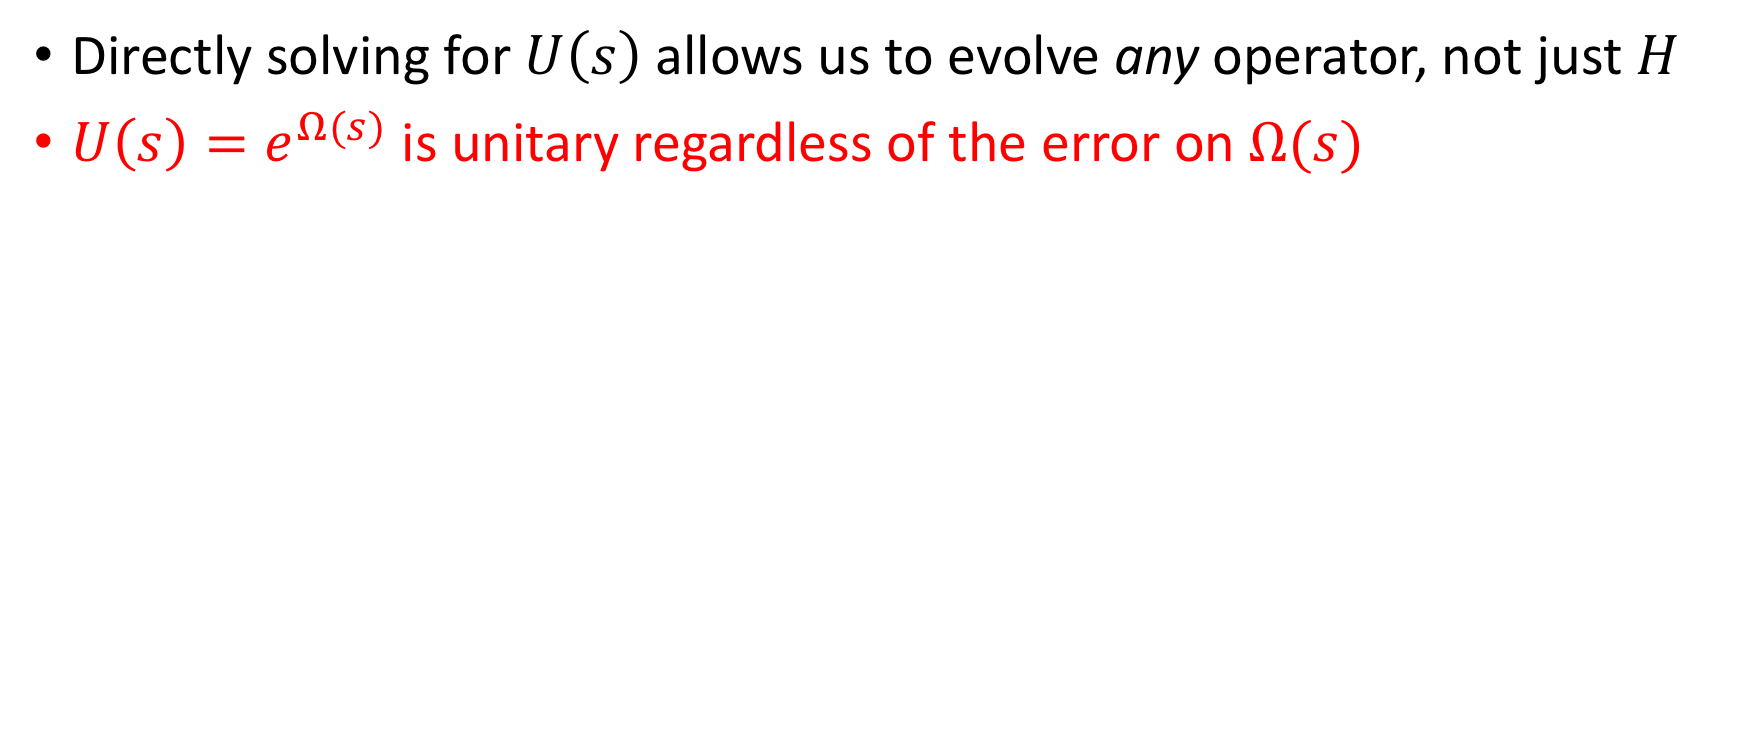 • Directly solving for 𝑈(𝑠) allows us to evolve any operator, not just 𝐻
• 𝑈(𝑠) = 𝑒^Ω(𝑠) is unitary regardless of the error on Ω(𝑠)